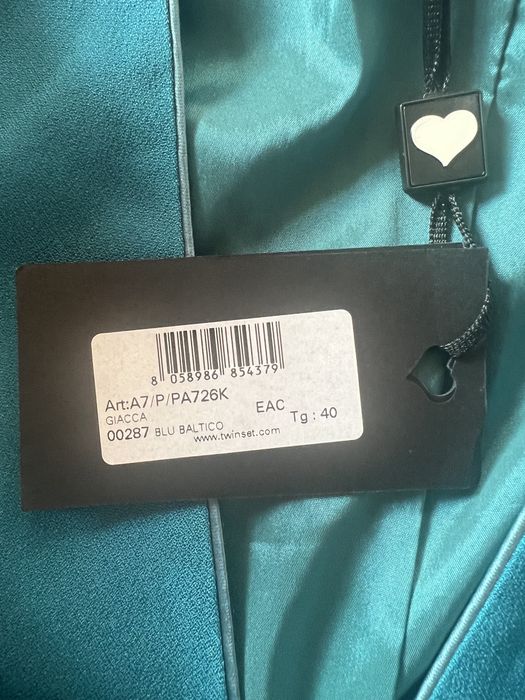 8 058986 854379
Art:A7/P/PA726K
GIACCA EAC
00287 BLU BALTICO Tg : 40
www.twinset.com